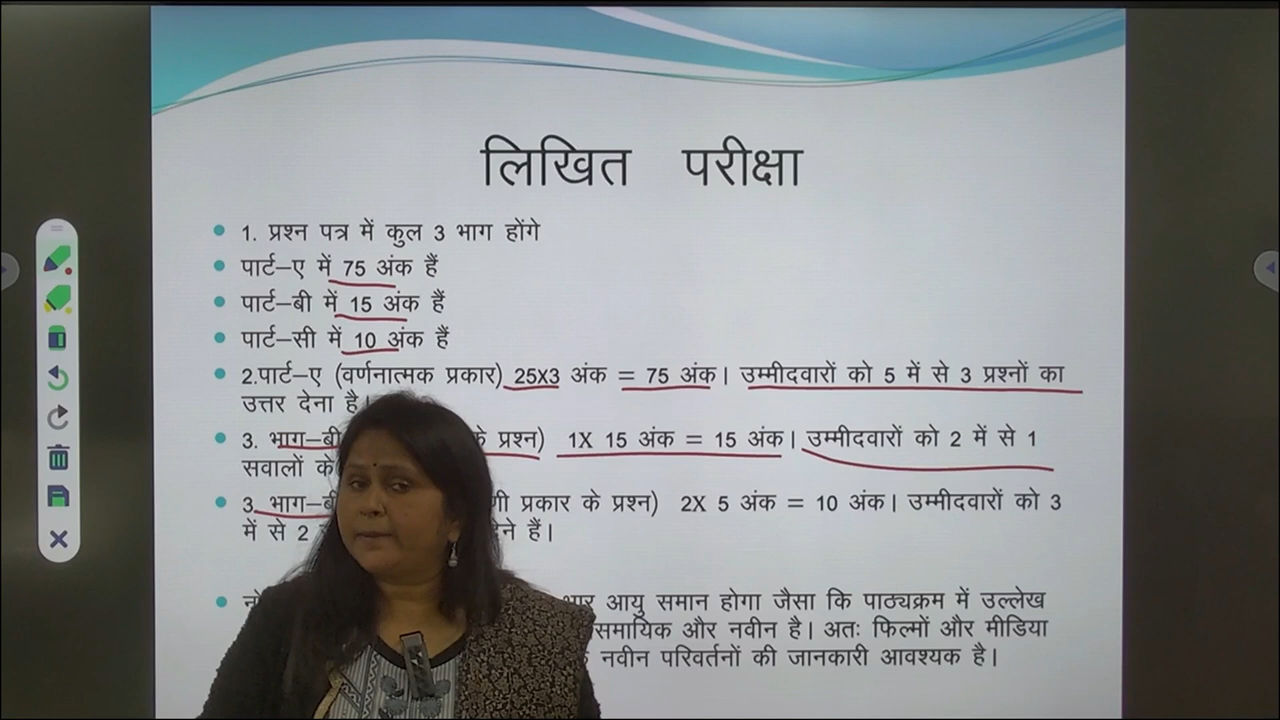 लिखित परीक्षा
1. प्रश्न पत्र में कुल 3 भाग होंगे
पार्ट–ए में 75 अंक हैं
पार्ट–बी में 15 अंक हैं
पार्ट–सी में 10 अंक हैं
2.पार्ट–ए (वर्णनात्मक प्रकार) 25X3 अंक = 75 अंक। उम्मीदवारों को 5 में से 3 प्रश्नों का
उत्तर देना है।
3. भाग–बी के प्रश्न) 1X 15 अंक = 15 अंक। उम्मीदवारों को 2 में से 1
सवालों
3. भाग– प्रकार के प्रश्न) 2X 5 अंक = 10 अंक। उम्मीदवारों को 3
में से 2 हैं।
आयु समान होगा जैसा कि पाठ्यक्रम में उल्लेख
समायिक और नवीन है। अतः फिल्मों और मीडिया
नवीन परिवर्तनों की जानकारी आवश्यक है।